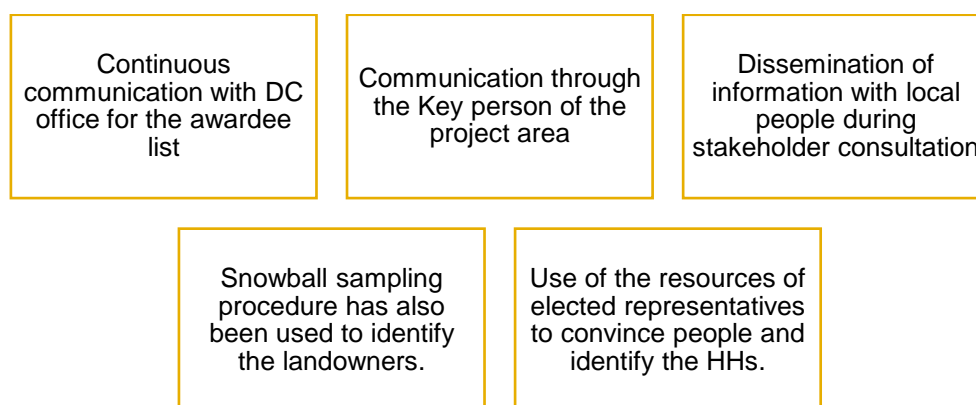 Continuous
communication with DC
office for the awardee
list
Communication through
the Key person of the
project area
Dissemination of
information with local
people during
stakeholder consultation
Snowball sampling
procedure has also
been used to identify
the landowners.
Use of the resources of
elected representatives
to convince people and
identify the HHs.